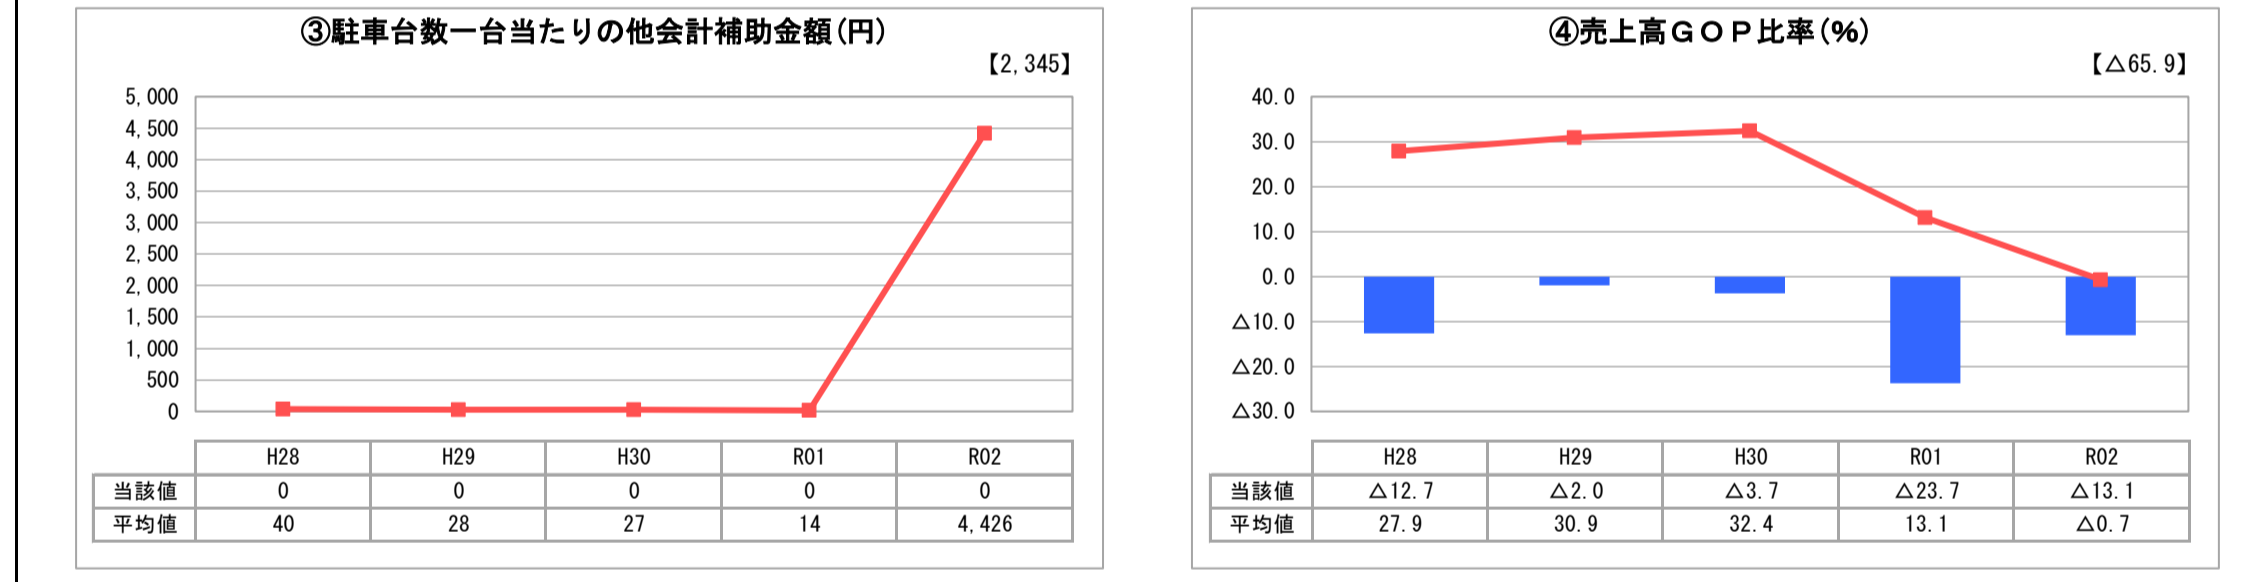 ③駐車台数一台当たりの他会計補助金額(円)
【2,345】
5,000
4,500
4,000
3,500
3,000
2,500
2,000
1,500
1,000
500
0
H28 H29 H30 R01 R02
当該値 0 0 0 0 0
平均値 40 28 27 14 4,426
④売上高GOP比率(%)
【△65.9】
40.0
30.0
20.0
10.0
0.0
△10.0
△20.0
△30.0
H28 H29 H30 R01 R02
当該値 △12.7 △2.0 △3.7 △23.7 △13.1
平均値 27.9 30.9 32.4 13.1 △0.7